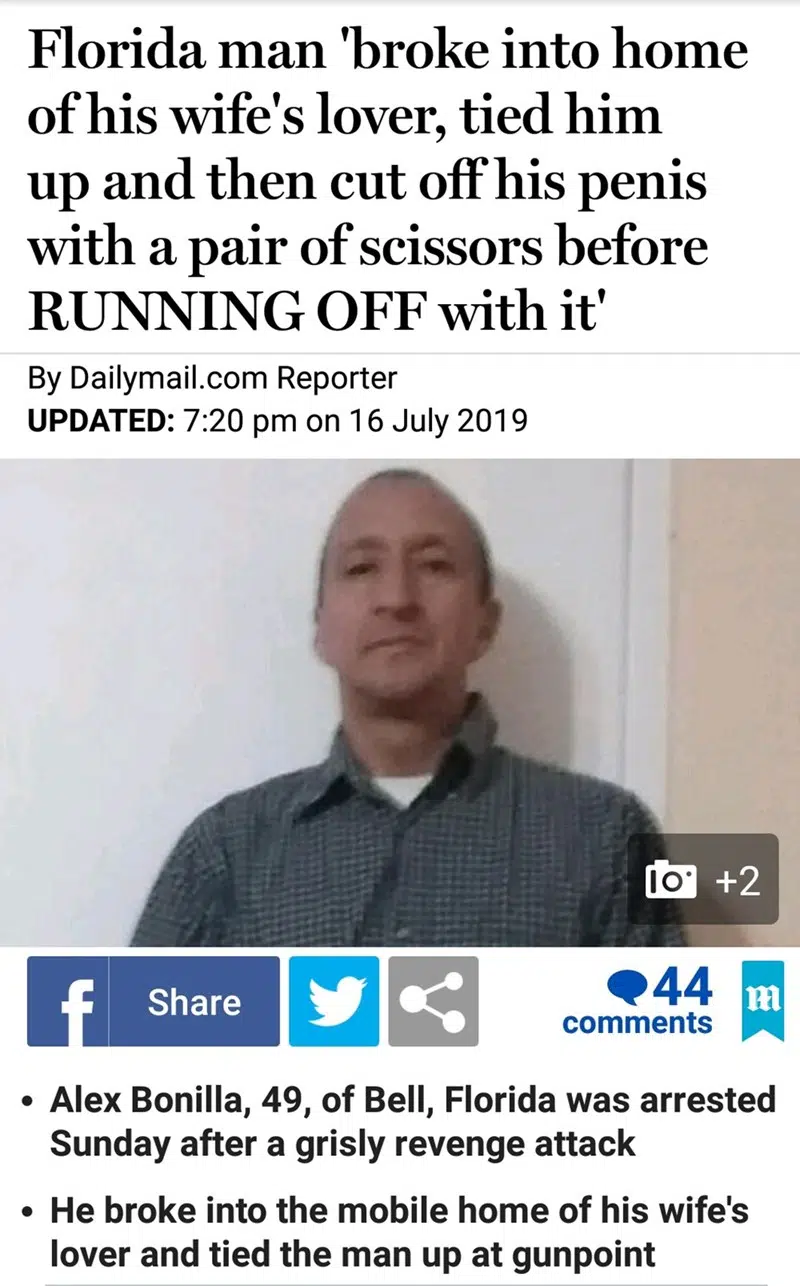 Florida man 'broke into home
of his wife's lover, tied him
up and then cut off his penis
with a pair of scissors before
RUNNING OFF with it'
By Dailymail.com Reporter
UPDATED: 7:20 pm on 16 July 2019
+2
f Share
44
comments
m
• Alex Bonilla, 49, of Bell, Florida was arrested
Sunday after a grisly revenge attack
• He broke into the mobile home of his wife's
lover and tied the man up at gunpoint